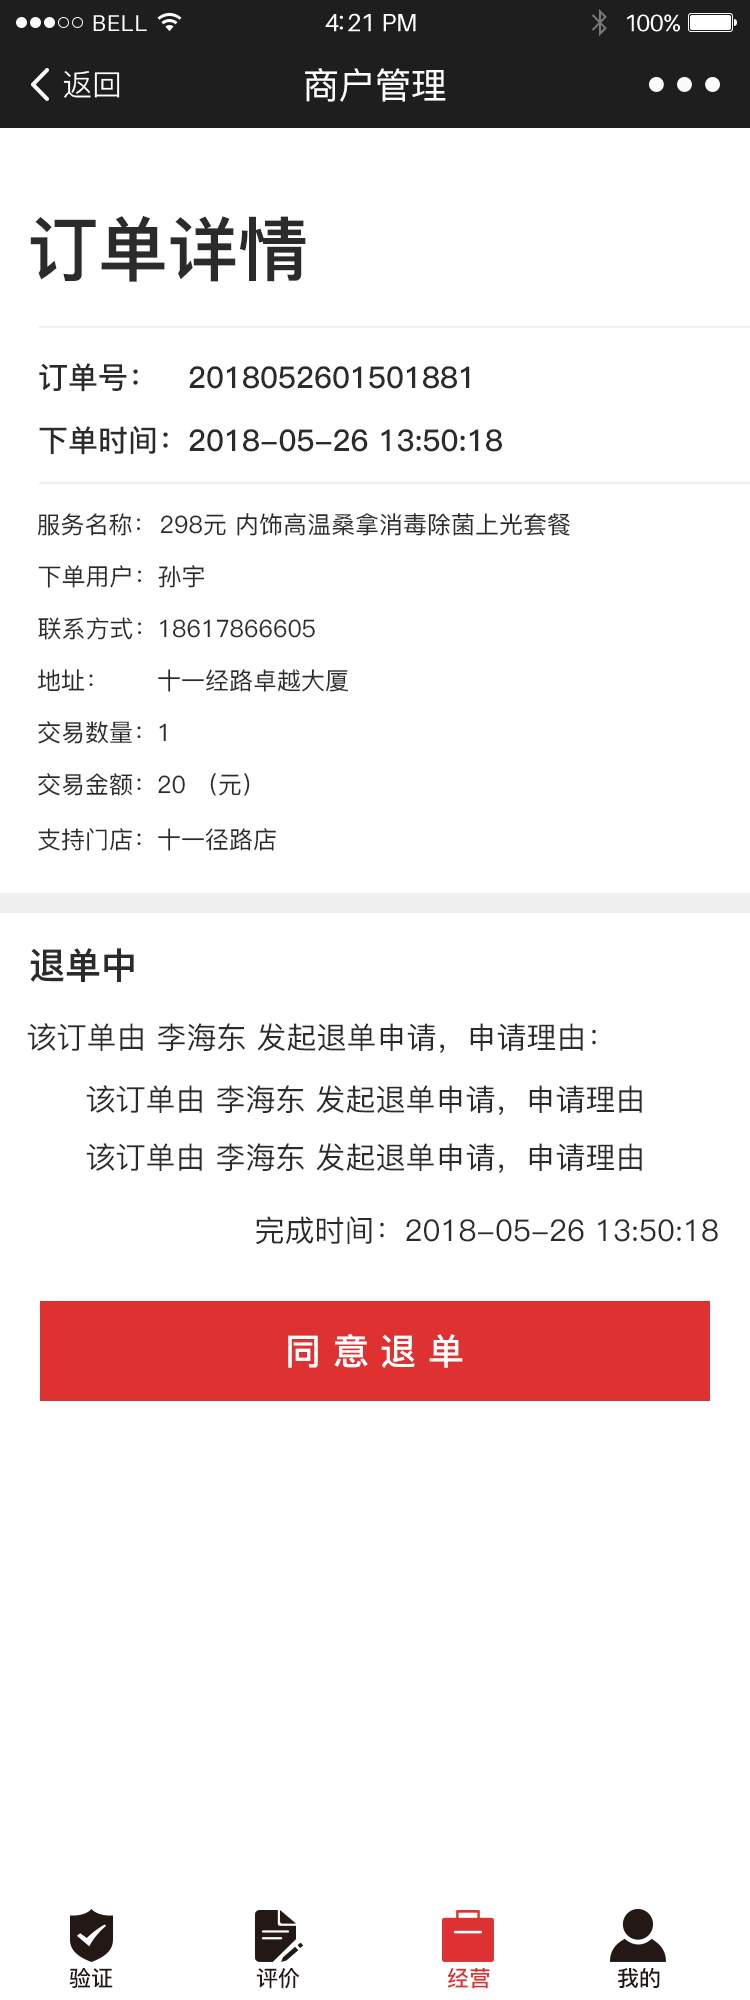 BELL 4:21 PM 100%
返回 商户管理
订单详情
订单号： 2018052601501881
下单时间：2018-05-26 13:50:18
服务名称： 298元 内饰高温桑拿消毒除菌上光套餐
下单用户：孙宇
联系方式：18617866605
地址： 十一经路卓越大厦
交易数量：1
交易金额：20 （元）
支持门店：十一径路店
退单中
该订单由 李海东 发起退单申请，申请理由：
该订单由 李海东 发起退单申请，申请理由
该订单由 李海东 发起退单申请，申请理由
完成时间：2018-05-26 13:50:18
同意退单
验证 评价 经营 我的